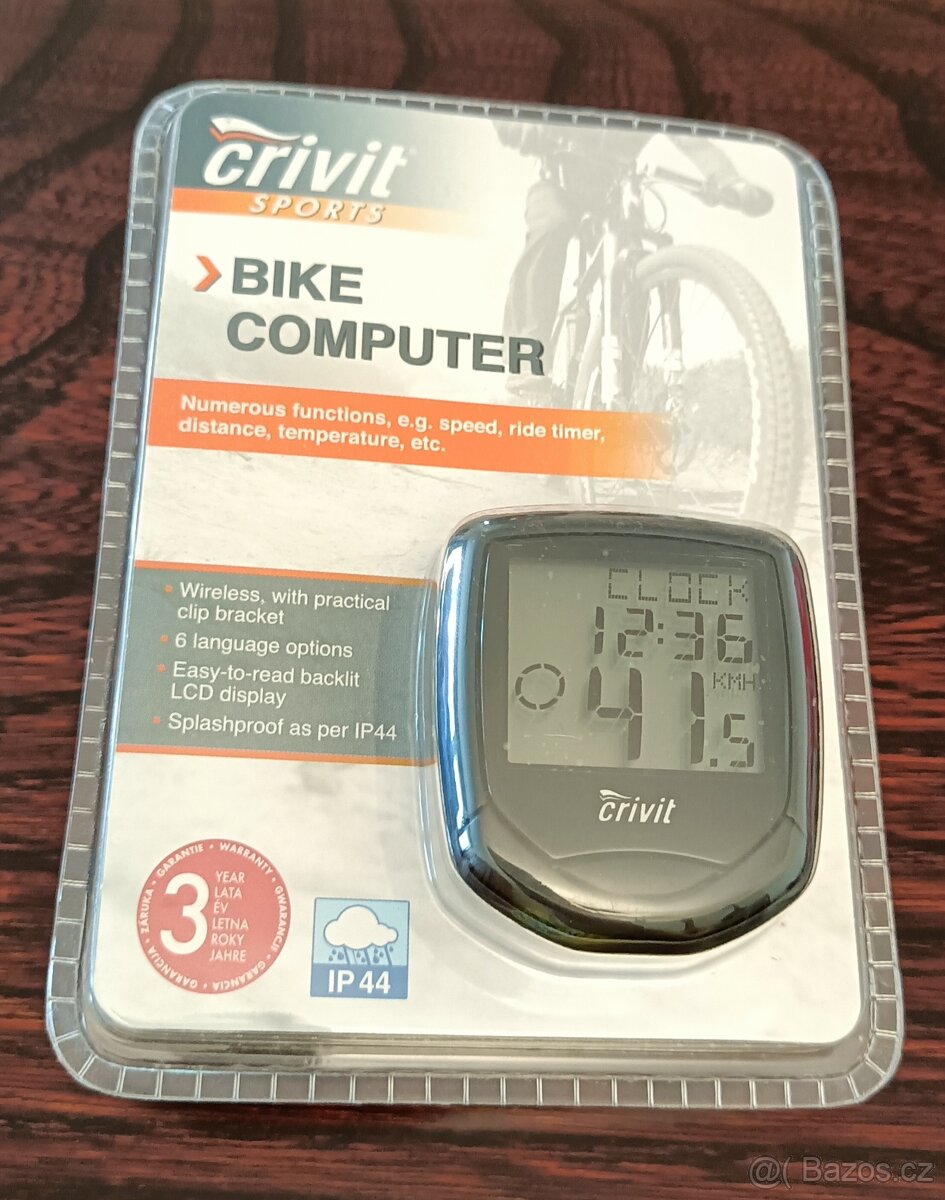 crivit
SPORTS
BIKE
COMPUTER
Numerous functions, e.g. speed, ride timer,
distance, temperature, etc.
• Wireless, with practical
clip bracket
• 6 language options
• Easy-to-read backlit
LCD display
• Splashproof as per IP44
CLOCK
12:36
KMH
41.5
crivit
GARANTIE • WARRANTY • GWARANCJE • GARANCIA • GARANCIJA • ZÁRUKA •
3
YEAR
LATA
ÉV
LETNA
ROKY
JAHRE
IP 44
@( Bazos.cz